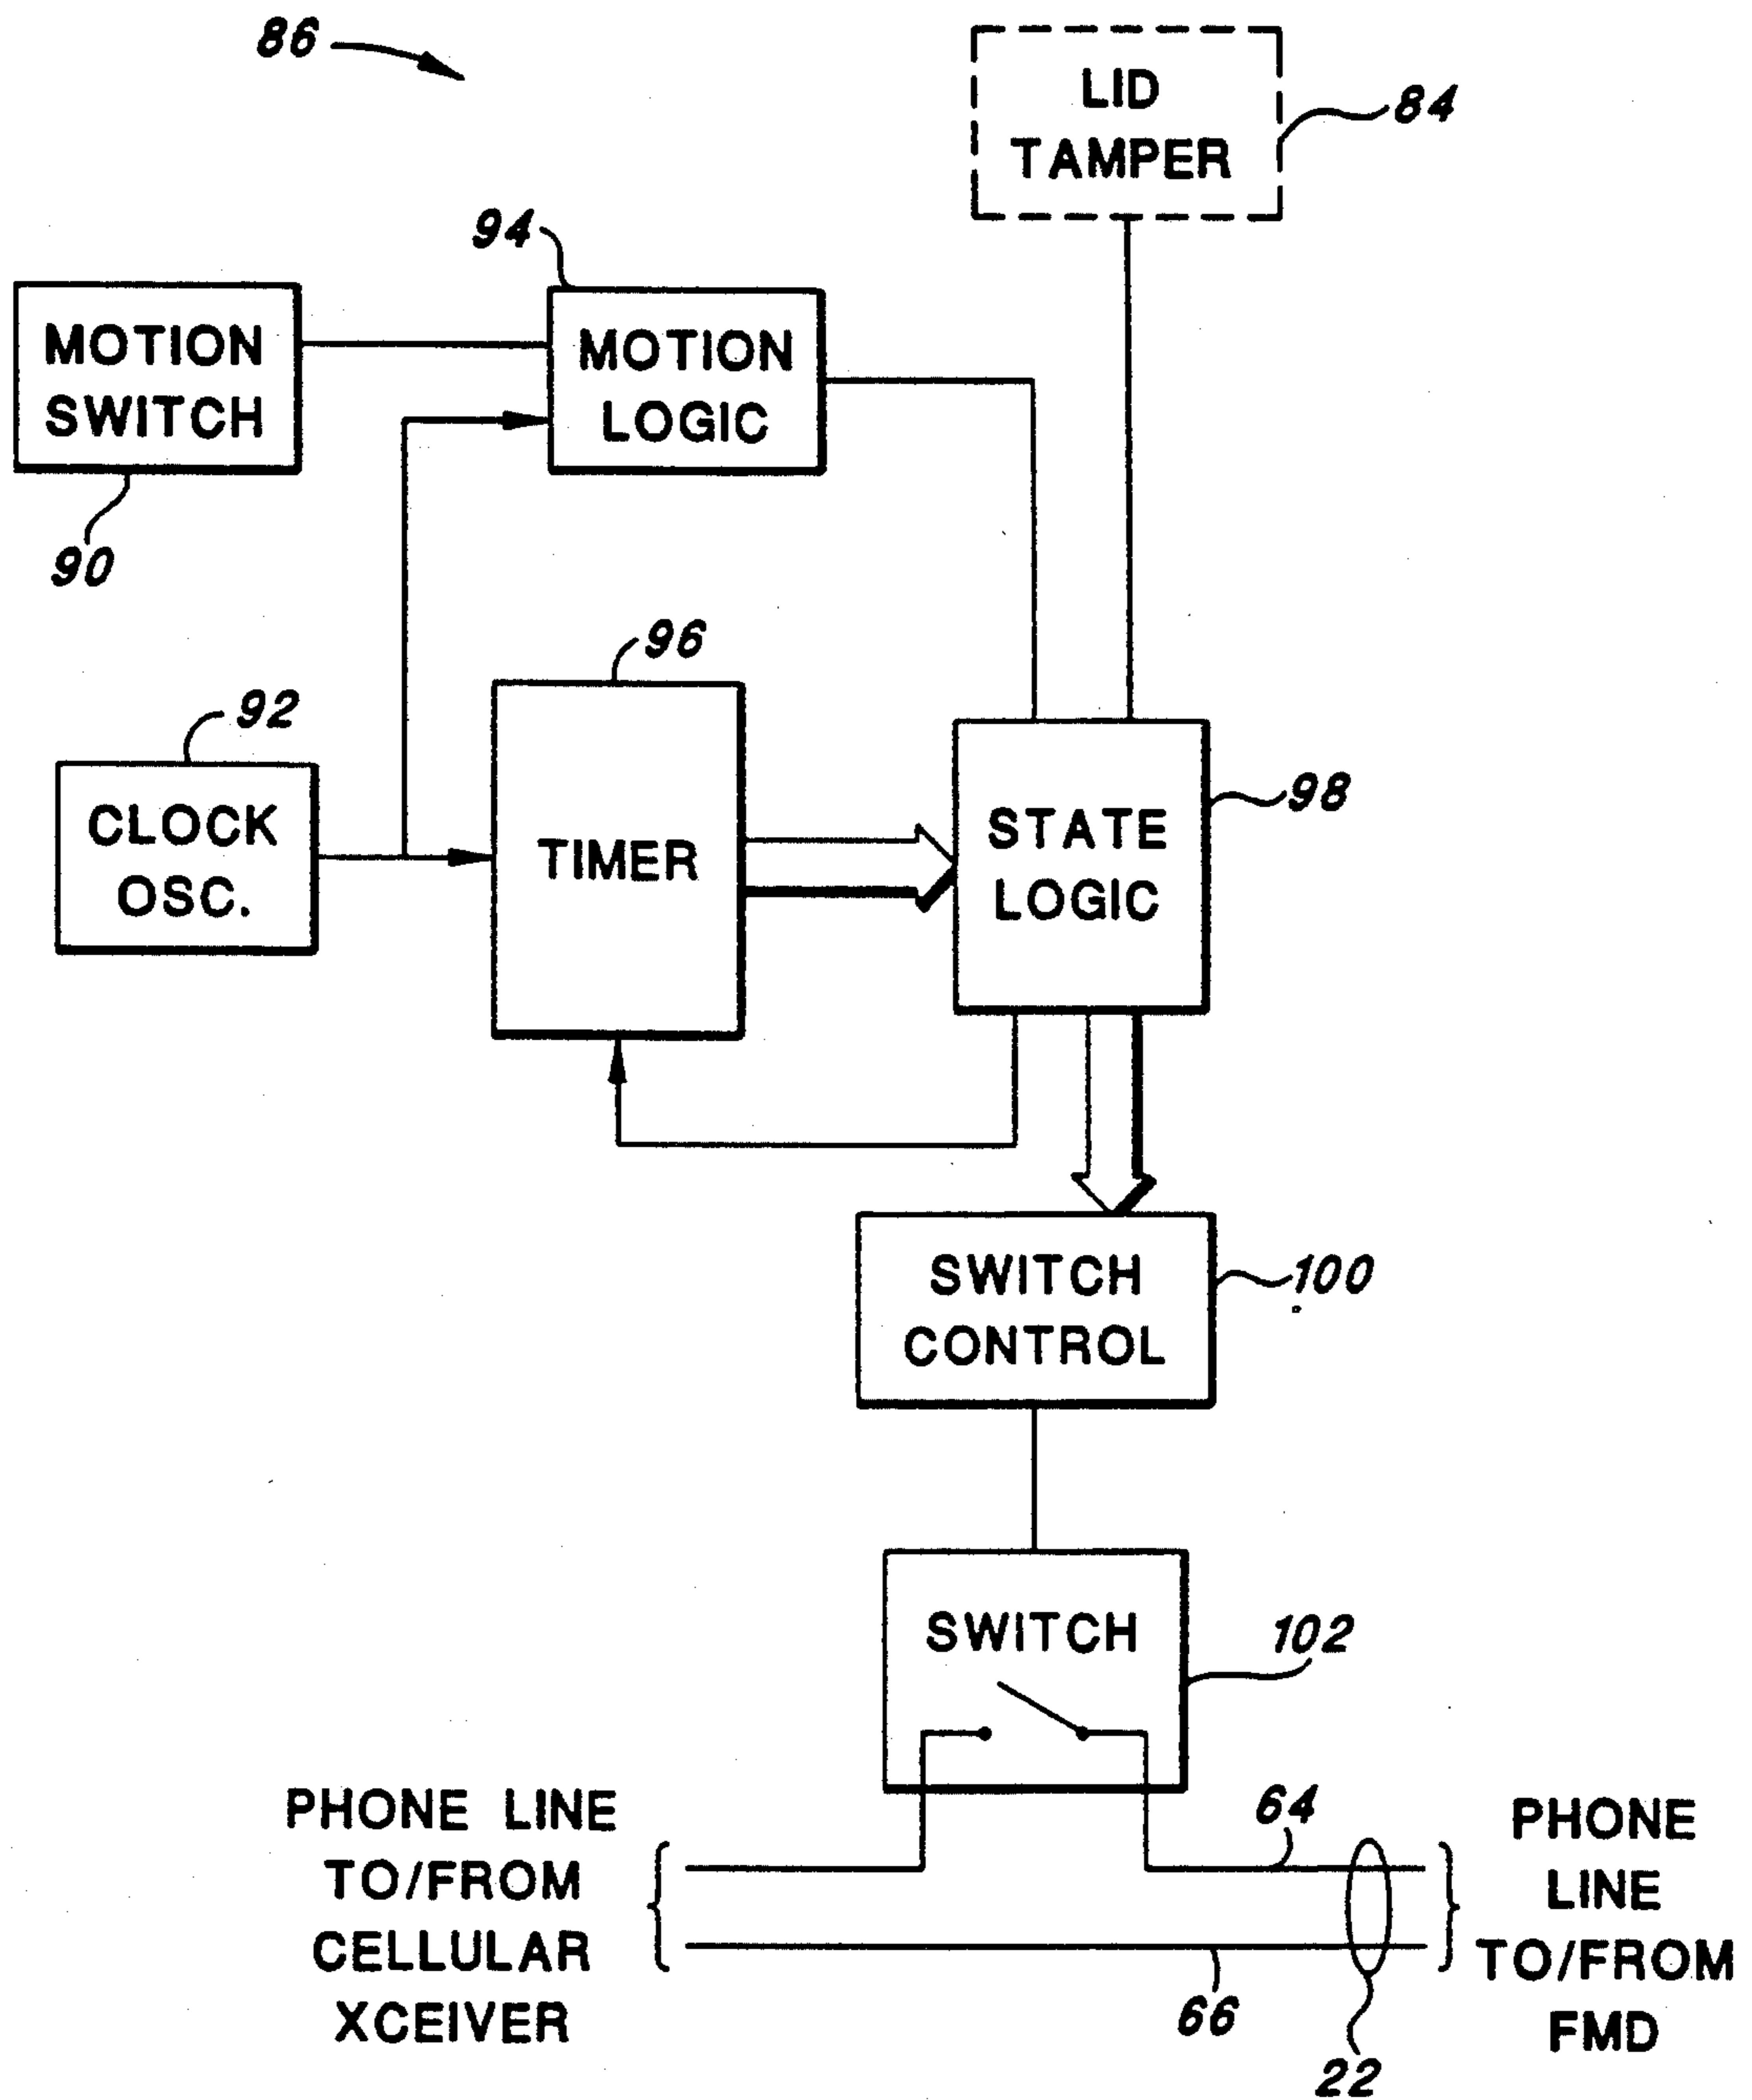 86
LID
TAMPER
84
94
MOTION
SWITCH
90
MOTION
LOGIC
96
92
CLOCK
OSC.
TIMER
STATE
LOGIC
98
SWITCH
CONTROL
100
SWITCH
102
PHONE LINE
TO/FROM
CELLULAR
XCEIVER
64
66
22
PHONE
LINE
TO/FROM
FMD